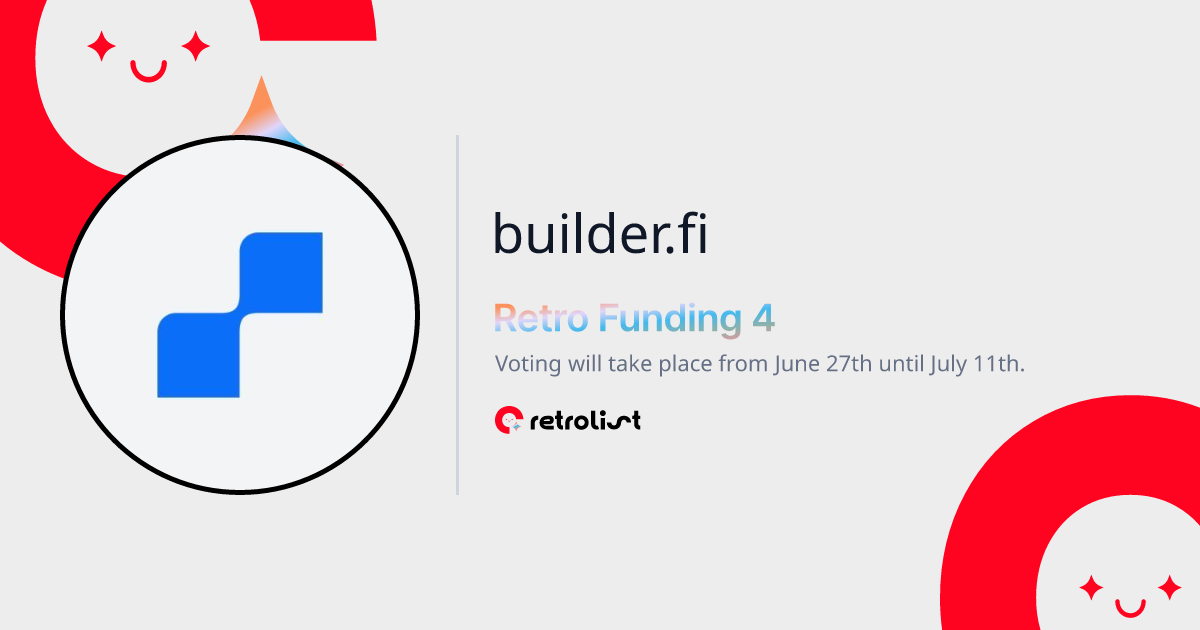 builder.fi
Retro Funding 4
Voting will take place from June 27th until July 11th.
retrolist